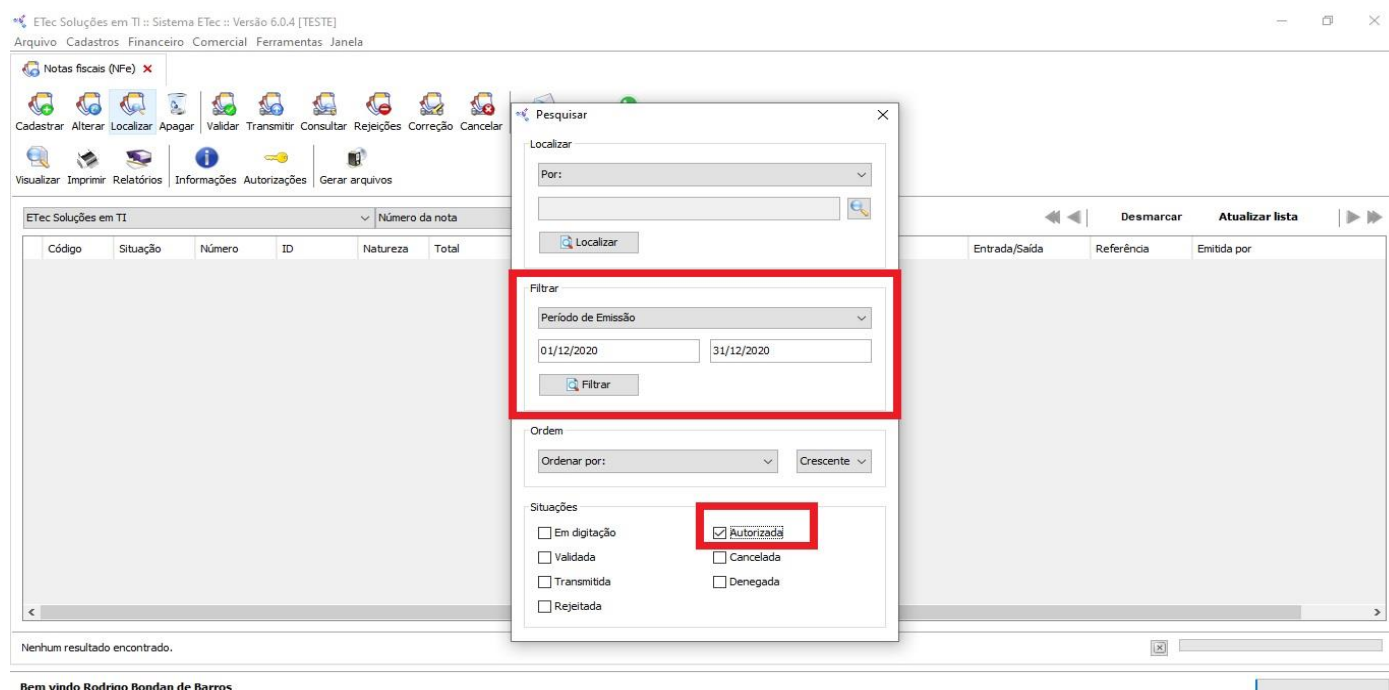 ETec Soluções em TI :: Sistema ETec :: Versão 6.0.4 [TESTE]
Arquivo Cadastros Financeiro Comercial Ferramentas Janela
Notas fiscais (NFe)
Cadastrar Alterar Localizar Apagar Validar Transmitir Consultar Rejeições Correção Cancelar
Visualizar Imprimir Relatórios Informações Autorizações Gerar arquivos
ETec Soluções em TI Número da nota Desmarcar Atualizar lista
Código Situação Número ID Natureza Total Entrada/Saída Referência Emitida por
Pesquisar
Localizar
Por:
Localizar
Filtrar
Período de Emissão
01/12/2020 31/12/2020
Filtrar
Ordem
Ordenar por: Crescente
Situações
Em digitação Autorizada
Validada Cancelada
Transmitida Denegada
Rejeitada
Nenhum resultado encontrado.
Bem vindo Rodrigo Bondan de Barros